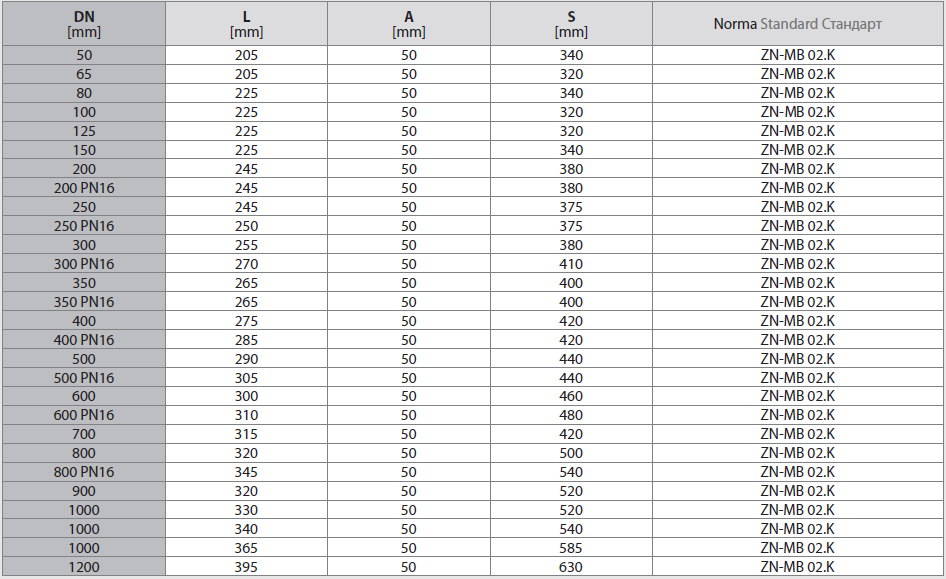 DN L A S Norma Standard Стандарт
[mm] [mm] [mm] [mm]
50 205 50 340 ZN-MB 02.K
65 205 50 320 ZN-MB 02.K
80 225 50 340 ZN-MB 02.K
100 225 50 320 ZN-MB 02.K
125 225 50 320 ZN-MB 02.K
150 225 50 340 ZN-MB 02.K
200 245 50 380 ZN-MB 02.K
200 PN16 245 50 380 ZN-MB 02.K
250 245 50 375 ZN-MB 02.K
250 PN16 250 50 375 ZN-MB 02.K
300 255 50 380 ZN-MB 02.K
300 PN16 270 50 410 ZN-MB 02.K
350 265 50 400 ZN-MB 02.K
350 PN16 265 50 400 ZN-MB 02.K
400 275 50 420 ZN-MB 02.K
400 PN16 285 50 420 ZN-MB 02.K
500 290 50 440 ZN-MB 02.K
500 PN16 305 50 440 ZN-MB 02.K
600 300 50 460 ZN-MB 02.K
600 PN16 310 50 480 ZN-MB 02.K
700 315 50 420 ZN-MB 02.K
800 320 50 500 ZN-MB 02.K
800 PN16 345 50 540 ZN-MB 02.K
900 320 50 520 ZN-MB 02.K
1000 330 50 520 ZN-MB 02.K
1000 340 50 540 ZN-MB 02.K
1000 365 50 585 ZN-MB 02.K
1200 395 50 630 ZN-MB 02.K